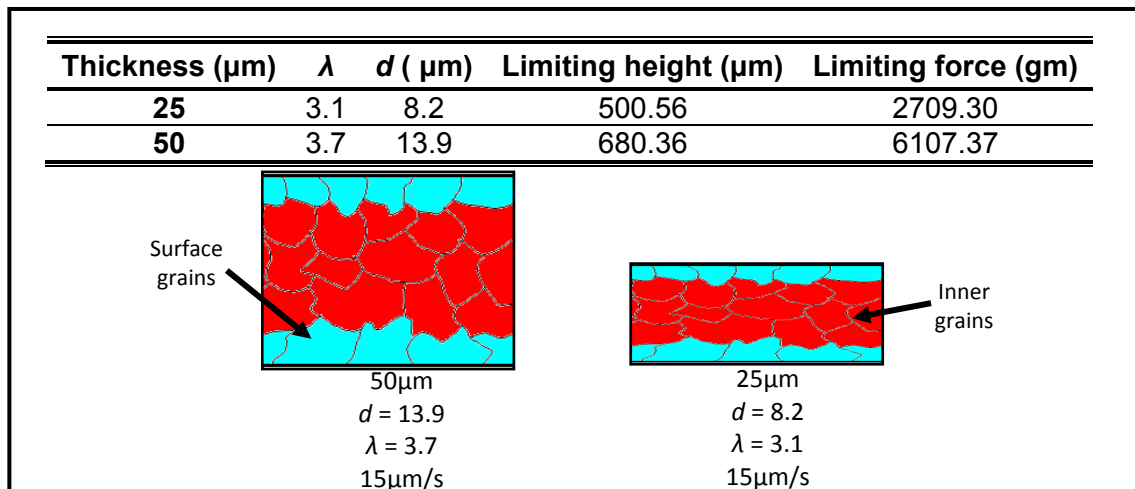 Thickness (µm) λ d ( µm) Limiting height (µm) Limiting force (gm)
25 3.1 8.2 500.56 2709.30
50 3.7 13.9 680.36 6107.37
Surface
grains
Inner
grains
50µm
d = 13.9
λ = 3.7
15µm/s
25µm
d = 8.2
λ = 3.1
15µm/s